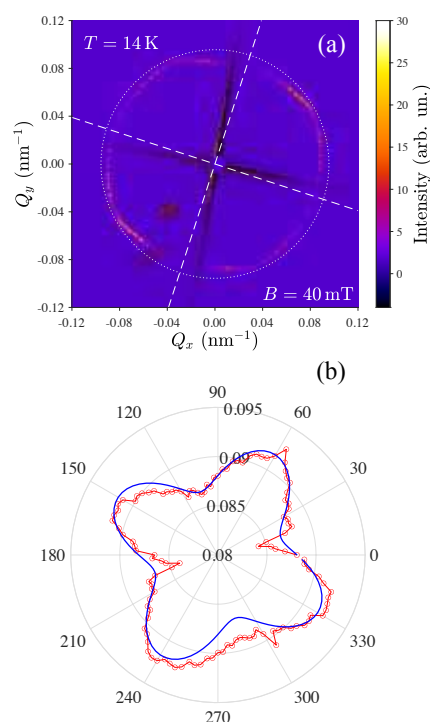 T = 14 K
(a)
B = 40 mT
0.12
0.08
0.04
0.00
-0.04
-0.08
-0.12
Q_y (nm⁻¹)
-0.12 -0.08 -0.04 0.00 0.04 0.08 0.12
Q_x (nm⁻¹)
30
25
20
15
10
5
0
Intensity (arb. un.)
(b)
90
120 0.095 60
150 0.09 30
0.085
180 0.08 0
210 330
240 300
270